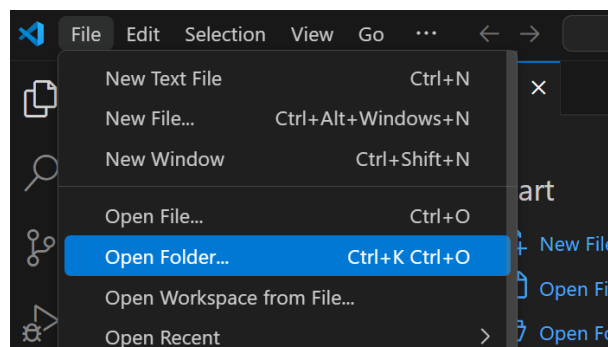 File Edit Selection View Go ...
New Text File Ctrl+N
New File... Ctrl+Alt+Windows+N
New Window Ctrl+Shift+N
art
Open File... Ctrl+O
New File
Open Folder... Ctrl+K Ctrl+O
Open Workspace from File...
Open Fi
Open Recent
Open Fo